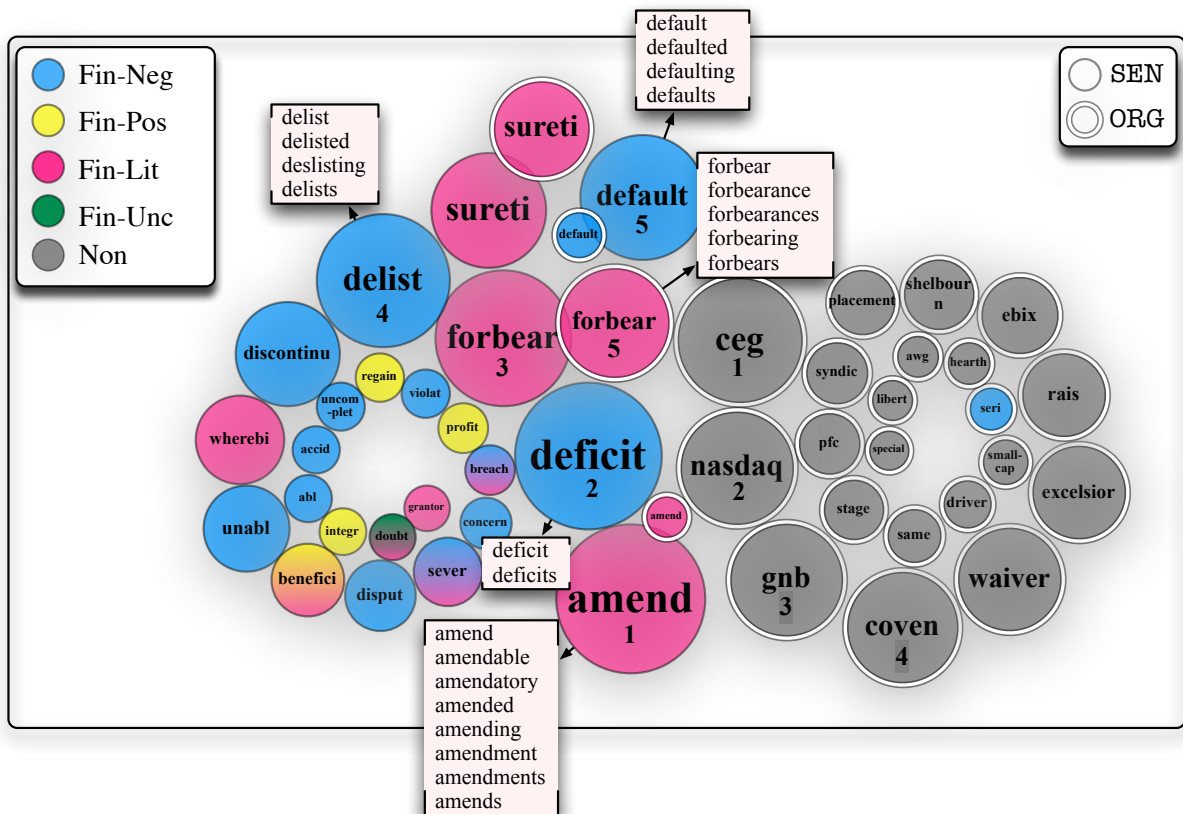 Fin-Neg
Fin-Pos
Fin-Lit
Fin-Unc
Non
SEN
ORG
default
defaulted
defaulting
defaults
delist
delisted
deslisting
delists
forbear
forbearance
forbearances
forbearing
forbears
sureti
sureti
default
5
default
delist
4
forbear
3
forbear
5
ceg
1
placement
shelbour
n
ebix
discontinu
regain
violat
uncom
-plet
profit
syndic
awg
hearth
libert
seri
rais
wherebi
accid
breach
deficit
2
nasdaq
2
pfc
special
small-
cap
excelsior
unabl
abl
integr
doubt
grantor
concern
amend
stage
same
driver
benefici
disput
sever
deficit
deficits
amend
1
gnb
3
coven
4
waiver
amend
amendable
amendatory
amended
amending
amendment
amendments
amends